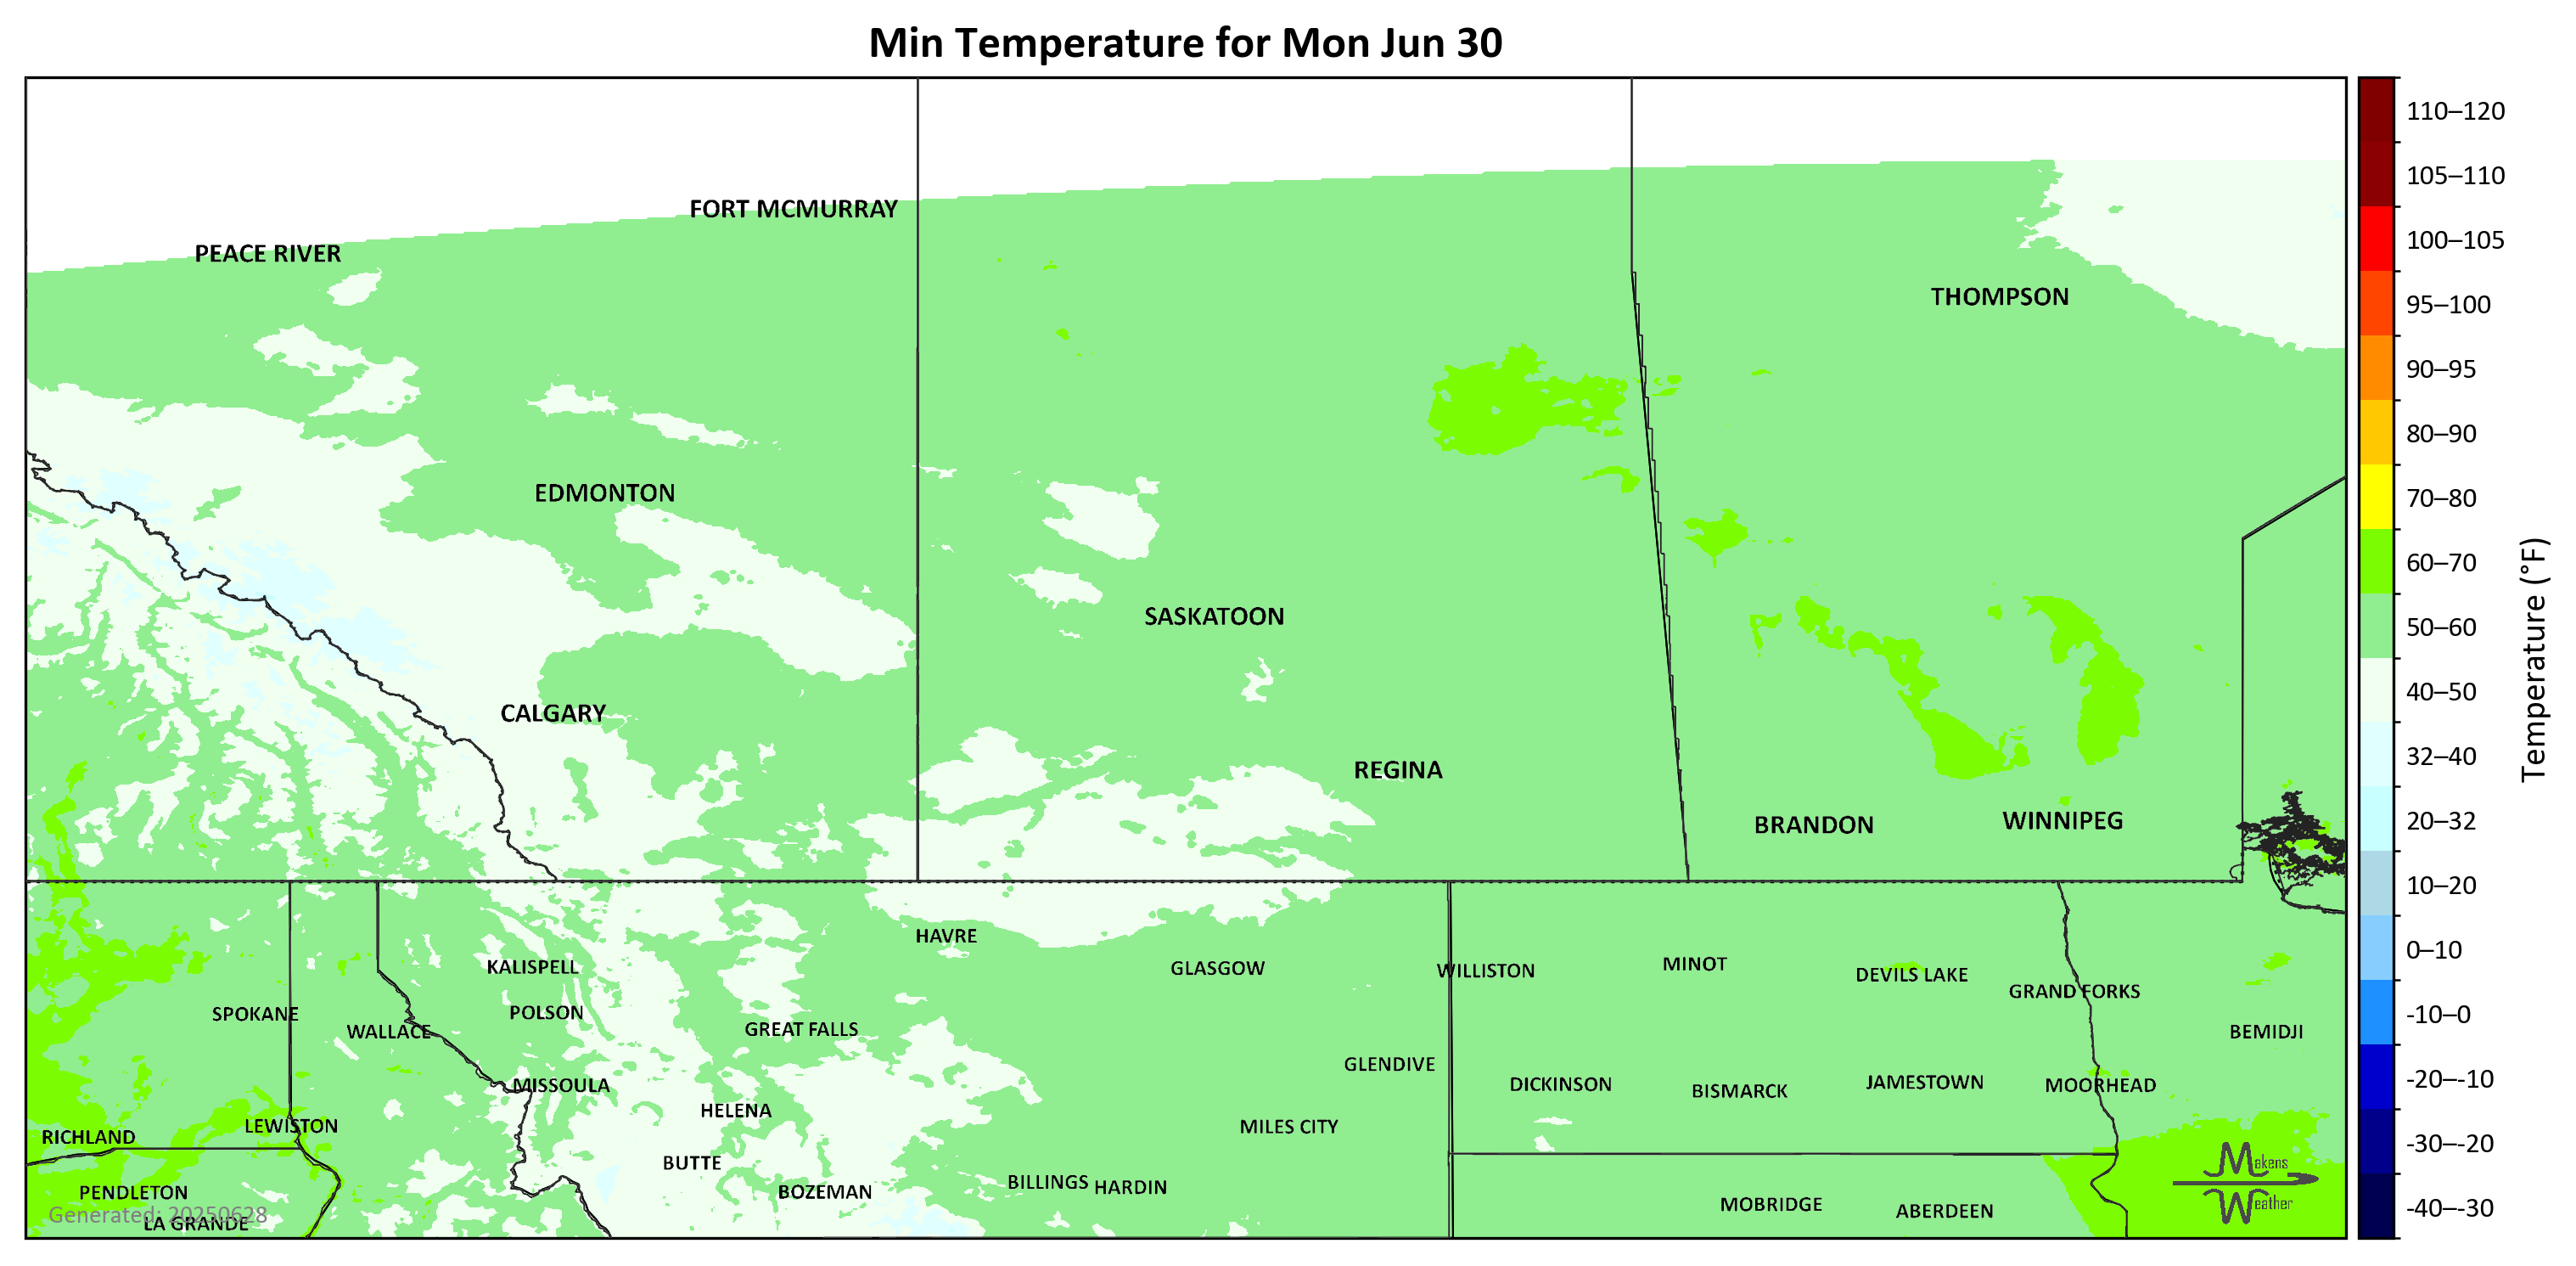 Min Temperature for Mon Jun 30
FORT MCMURRAY
PEACE RIVER
THOMPSON
EDMONTON
SASKATOON
CALGARY
REGINA
BRANDON
WINNIPEG
HAVRE
KALISPELL
GLASGOW
WILLISTON
MINOT
DEVILS LAKE
GRAND FORKS
SPOKANE
POLSON
WALLACE
GREAT FALLS
BEMIDJI
GLENDIVE
MISSOULA
DICKINSON
BISMARCK
JAMESTOWN
MOORHEAD
HELENA
LEWISTON
MILES CITY
RICHLAND
BUTTE
BILLINGS
HARDIN
PENDLETON
BOZEMAN
MOBRIDGE
ABERDEEN
LA GRANDE
Generated: 20250628
Makens
Weather
110–120
105–110
100–105
95–100
90–95
80–90
70–80
60–70
50–60
40–50
32–40
20–32
10–20
0–10
-10–0
-20–-10
-30–-20
-40–-30
Temperature (°F)